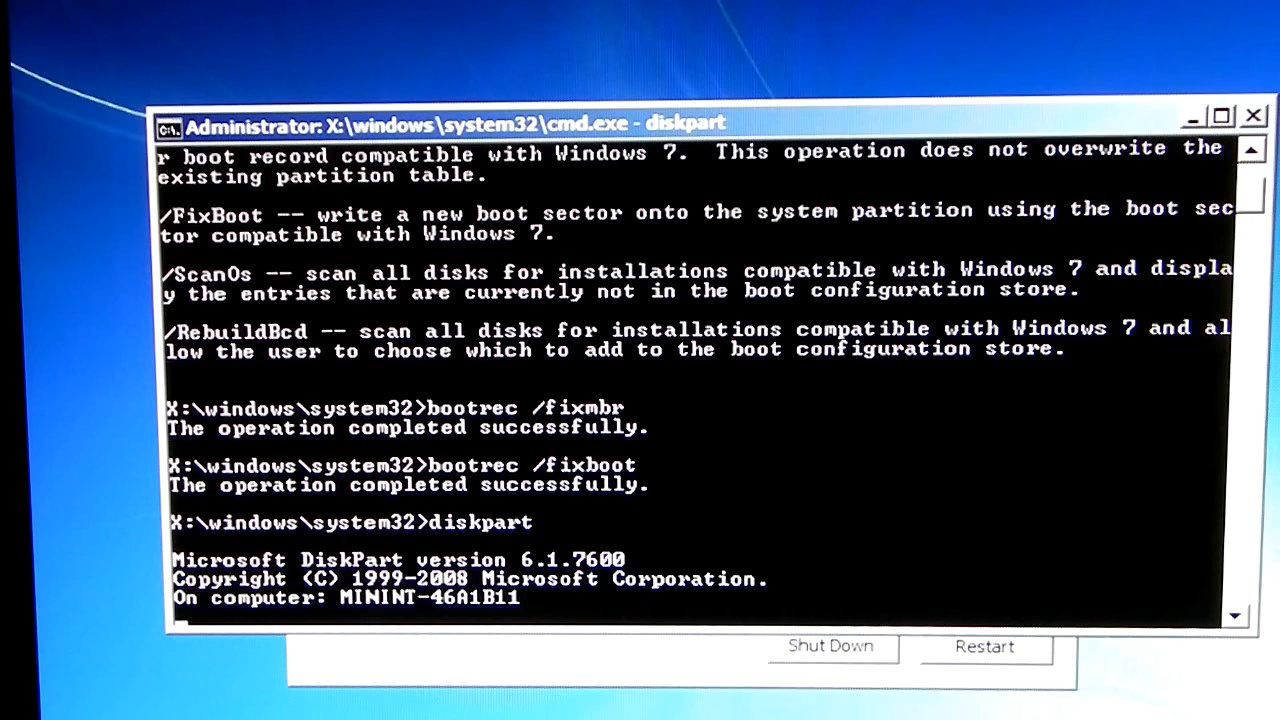 Administrator: X:\windows\system32\cmd.exe - diskpart
r boot record compatible with Windows 7.  This operation does not overwrite the
existing partition table.
/FixBoot -- write a new boot sector onto the system partition using the boot sec
tor compatible with Windows 7.
/ScanOs -- scan all disks for installations compatible with Windows 7 and displa
y the entries that are currently not in the boot configuration store.
/RebuildBcd -- scan all disks for installations compatible with Windows 7 and al
low the user to choose which to add to the boot configuration store.
X:\windows\system32>bootrec /fixmbr
The operation completed successfully.
X:\windows\system32>bootrec /fixboot
The operation completed successfully.
X:\windows\system32>diskpart
Microsoft DiskPart version 6.1.7600
Copyright (C) 1999-2008 Microsoft Corporation.
On computer: MININT-46A1B11
Shut Down
Restart